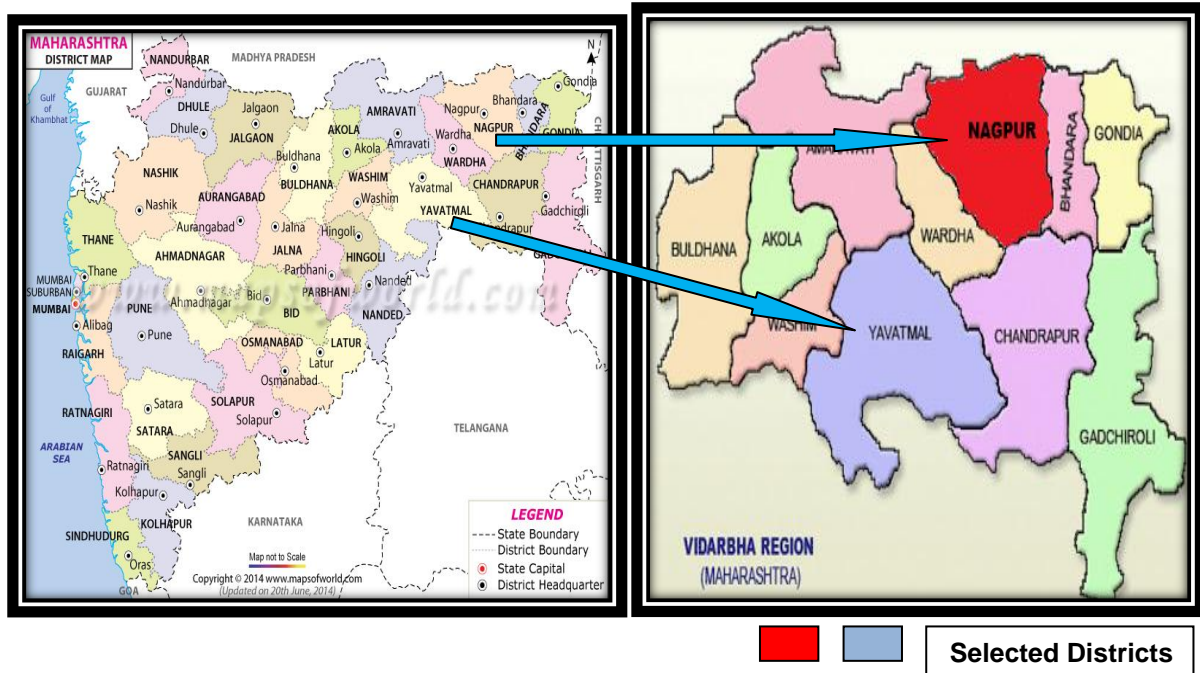 MAHARASHTRA
DISTRICT MAP
N
NANDURBAR
MADHYA PRADESH
Nandurbar
GUJARAT
Gulf
of
Khambhat
DHULE
Dhule
Jalgaon
JALGAON
AKOLA
Akola
AMRAVATI
Amravati
Nagpur
NAGPUR
Bhandara
BHANDARA
Gondia
GONDIA
Wardha
WARDHA
Buldhana
BULDHANA
WASHIM
Washim
Yavatmal
YAVATMAL
CHANDRAPUR
Gadchiroli
NASHIK
Nashik
AURANGABAD
Aurangabad
Jalna
JALNA
Hingoli
HINGOLI
THANE
Thane
AHMADNAGAR
Ahmadnagar
Parbhani
PARBHANI
Nanded
NANDED
MUMBAI
SUBURBAN
MUMBAI
www.mapsofworld.com
PUNE
Pune
Bid
BID
Alibag
RAIGARH
OSMANABAD
Osmanabad
LATUR
Latur
RATNAGIRI
Ratnagiri
Satara
SATARA
SOLAPUR
Solapur
TELANGANA
ARABIAN
SEA
SANGLI
Sangli
Kolhapur
KOLHAPUR
SINDHUDURG
Oras
GOA
KARNATAKA
Map not to Scale
Copyright © 2014 www.mapsofworld.com
(Updated on 20th June, 2014)
LEGEND
State Boundary
District Boundary
State Capital
District Headquarter
NAGPUR
BHANDARA
GONDIA
WARDHA
BULDHANA
AKOLA
WASHIM
YAVATMAL
CHANDRAPUR
GADCHIROLI
VIDARBHA REGION
(MAHARASHTRA)
Selected Districts